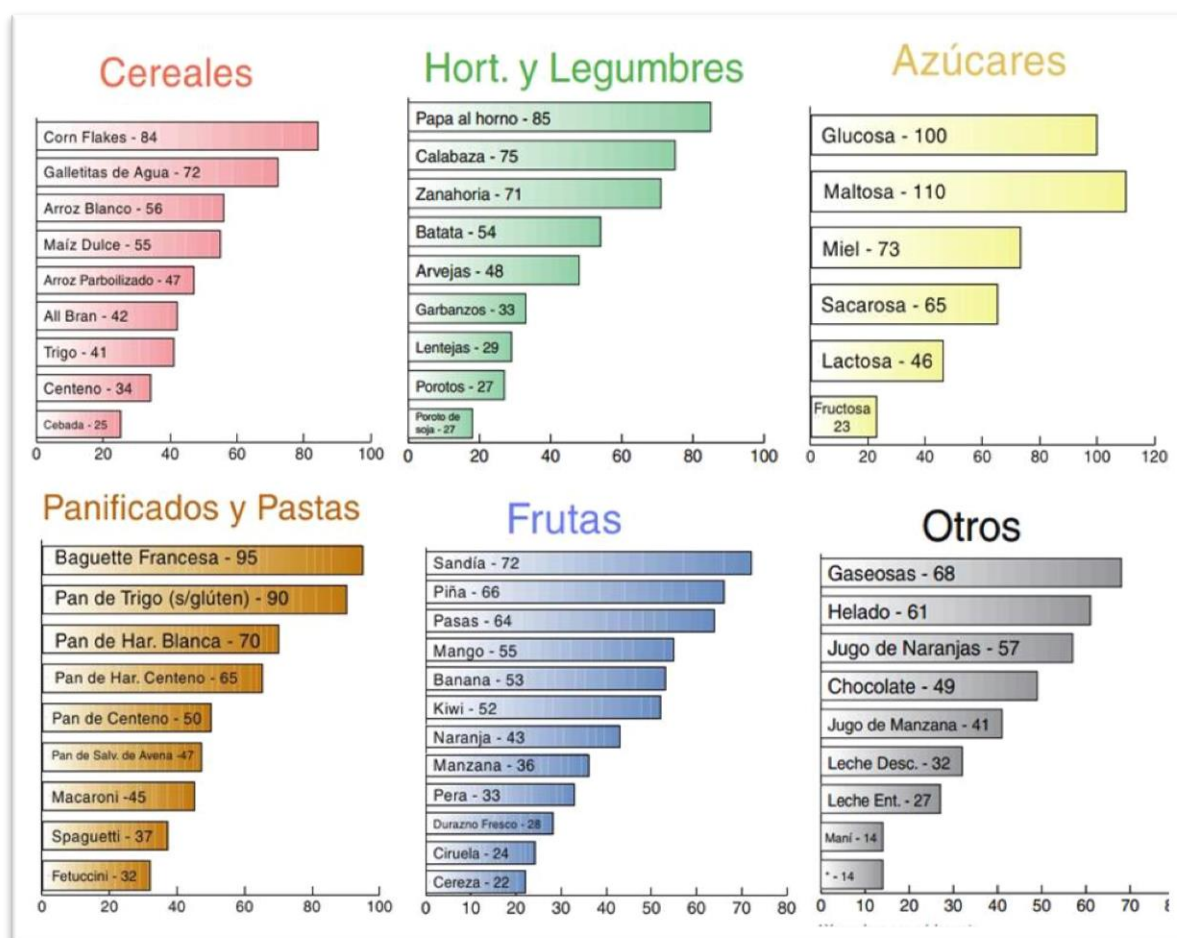 Cereales
Corn Flakes - 84
Galletitas de Agua - 72
Arroz Blanco - 56
Maíz Dulce - 55
Arroz Parboilizado - 47
All Bran - 42
Trigo - 41
Centeno - 34
Cebada - 25
0 20 40 60 80 100
Hort. y Legumbres
Papa al horno - 85
Calabaza - 75
Zanahoria - 71
Batata - 54
Arvejas - 48
Garbanzos - 33
Lentejas - 29
Porotos - 27
Poroto de
soja - 27
0 20 40 60 80 100
Azúcares
Glucosa - 100
Maltosa - 110
Miel - 73
Sacarosa - 65
Lactosa - 46
Fructosa
23
0 20 40 60 80 100 120
Panificados y Pastas
Baguette Francesa - 95
Pan de Trigo (s/glúten) - 90
Pan de Har. Blanca - 70
Pan de Har. Centeno - 65
Pan de Centeno - 50
Pan de Salv. de Avena -47
Macaroni -45
Spaguetti - 37
Fetuccini - 32
0 20 40 60 80 100
Frutas
Sandía - 72
Piña - 66
Pasas - 64
Mango - 55
Banana - 53
Kiwi - 52
Naranja - 43
Manzana - 36
Pera - 33
Durazno Fresco - 28
Ciruela - 24
Cereza - 22
0 10 20 30 40 50 60 70 80
Otros
Gaseosas - 68
Helado - 61
Jugo de Naranjas - 57
Chocolate - 49
Jugo de Manzana - 41
Leche Desc. - 32
Leche Ent. - 27
Maní - 14
* - 14
0 10 20 30 40 50 60 70